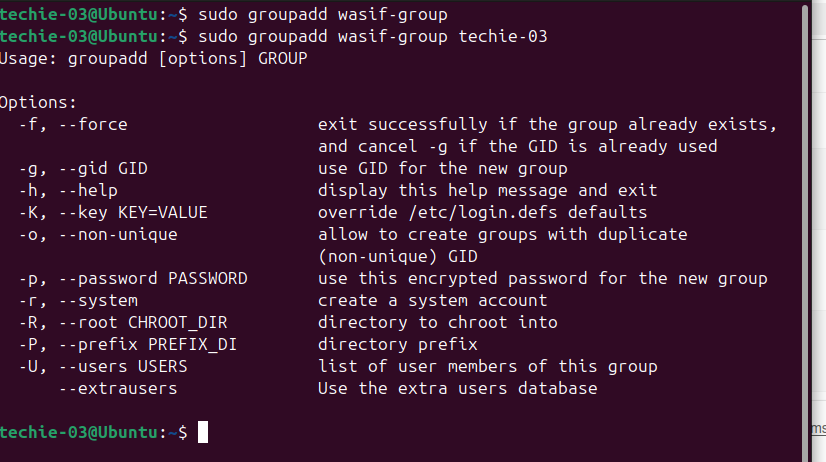 techie-03@Ubuntu:~$ sudo groupadd wasif-group
techie-03@Ubuntu:~$ sudo groupadd wasif-group techie-03
Usage: groupadd [options] GROUP

Options:
  -f, --force                   exit successfully if the group already exists,
                                and cancel -g if the GID is already used
  -g, --gid GID                 use GID for the new group
  -h, --help                    display this help message and exit
  -K, --key KEY=VALUE           override /etc/login.defs defaults
  -o, --non-unique              allow to create groups with duplicate
                                (non-unique) GID
  -p, --password PASSWORD       use this encrypted password for the new group
  -r, --system                  create a system account
  -R, --root CHROOT_DIR         directory to chroot into
  -P, --prefix PREFIX_DI        directory prefix
  -U, --users USERS             list of user members of this group
      --extrausers              Use the extra users database

techie-03@Ubuntu:~$
ms